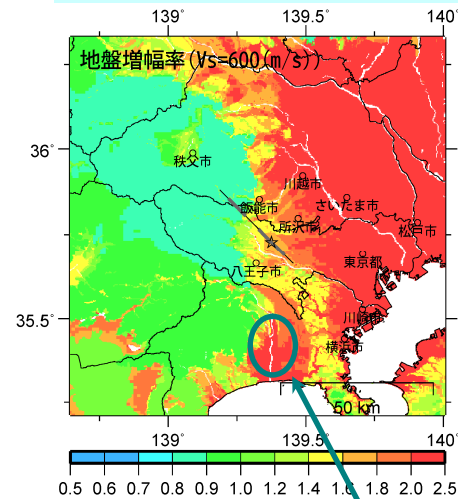 139° 139.5° 140°
地盤増幅率(Vs=600(m/s))
36°
秩父市
川越市
飯能市
さいたま市
所沢市
松戸市
八王子市
東京都
35.5°
川崎市
横浜市
50 km
139° 139.5° 140°
0.5 0.6 0.7 0.8 0.9 1.0 1.2 1.4 1.6 1.8 2.0 2.5